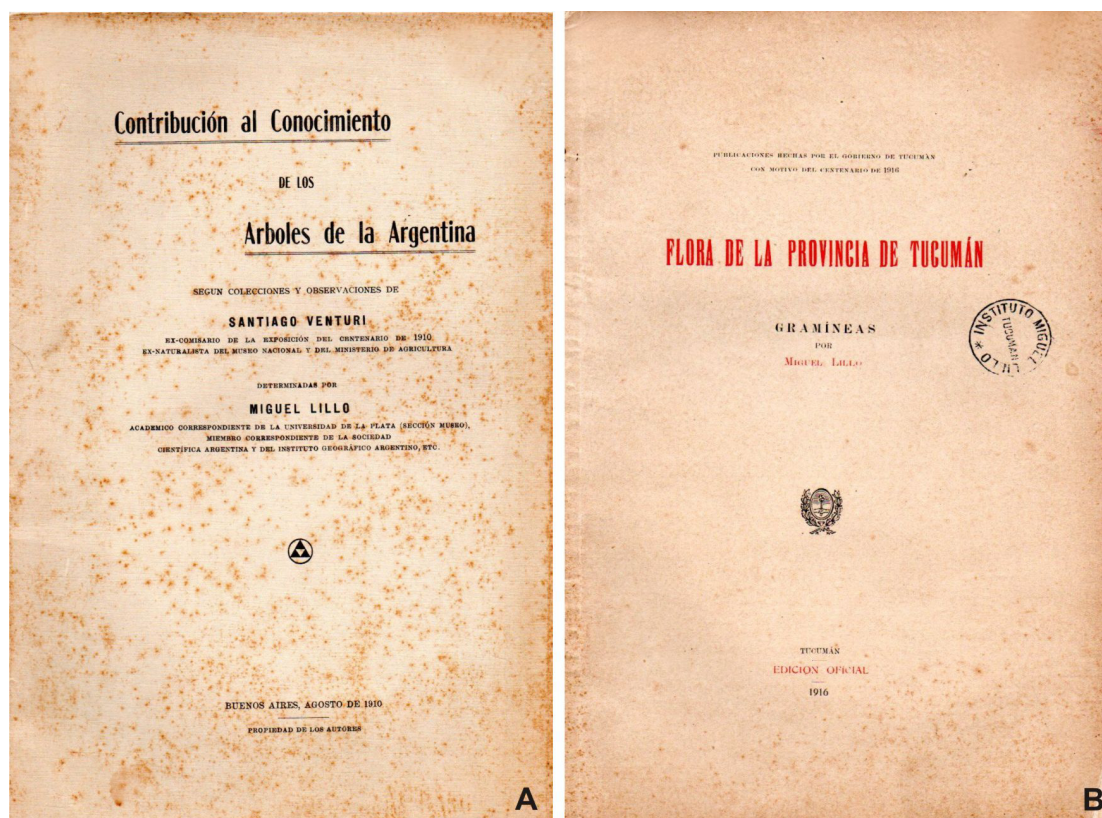 Contribución al Conocimiento
DE LOS
Arboles de la Argentina
SEGUN COLECCIONES Y OBSERVACIONES DE
SANTIAGO VENTURI
EX-COMISARIO DE LA EXPOSICIÓN DEL CENTENARIO DE 1910
EX-NATURALISTA DEL MUSEO NACIONAL Y DEL MINISTERIO DE AGRICULTURA
DETERMINADAS POR
MIGUEL LILLO
ACADEMICO CORRESPONDIENTE DE LA UNIVERSIDAD DE LA PLATA (SECCIÓN MUSEO),
MIEMBRO CORRESPONDIENTE DE LA SOCIEDAD
CIENTÍFICA ARGENTINA Y DEL INSTITUTO GEOGRÁFICO ARGENTINO, ETC.
BUENOS AIRES, AGOSTO DE 1910
PROPIEDAD DE LOS AUTORES
A
PUBLICACIONES HECHAS POR EL GOBIERNO DE TUCUMÁN
CON MOTIVO DEL CENTENARIO DE 1916
FLORA DE LA PROVINCIA DE TUCUMÁN
GRAMÍNEAS
POR
MIGUEL LILLO
INSTITUTO MIGUEL LILLO *
TUCUMAN
TUCUMÁN
EDICIÓN OFICIAL
1916
B